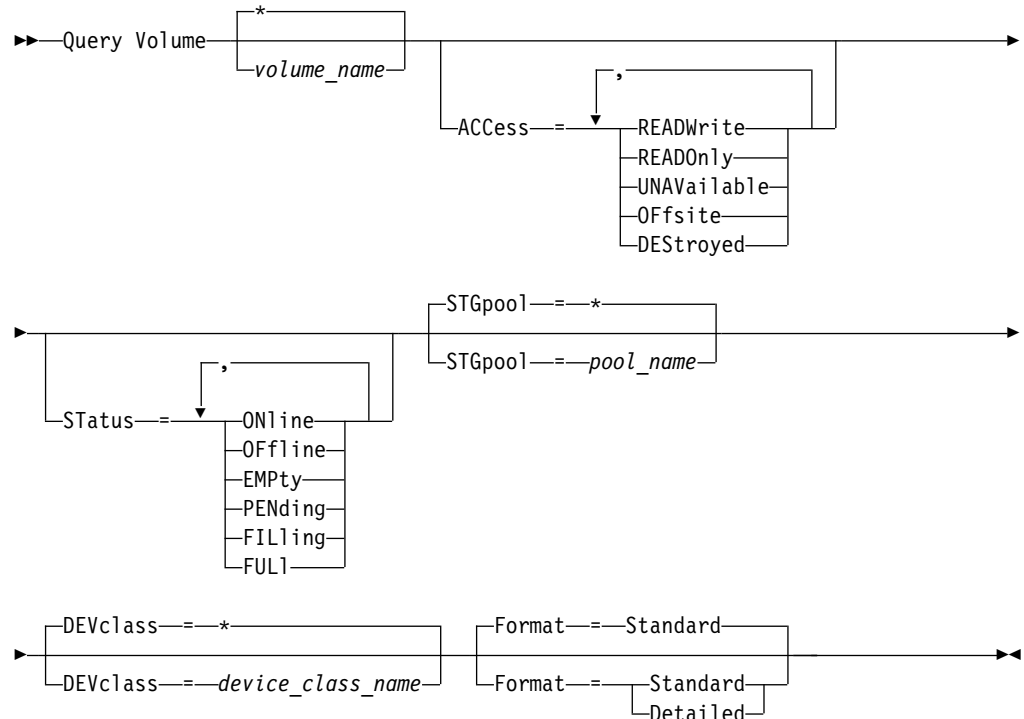 *
Query Volume
volume_name
,
ACCess = READWrite
READOnly
UNAVailable
OFfsite
DEStroyed
STGpool = *
STGpool = pool_name
,
STatus = ONline
OFfline
EMPty
PENding
FILling
FULl
DEVclass = * Format = Standard
DEVclass = device_class_name Format = Standard
Detailed